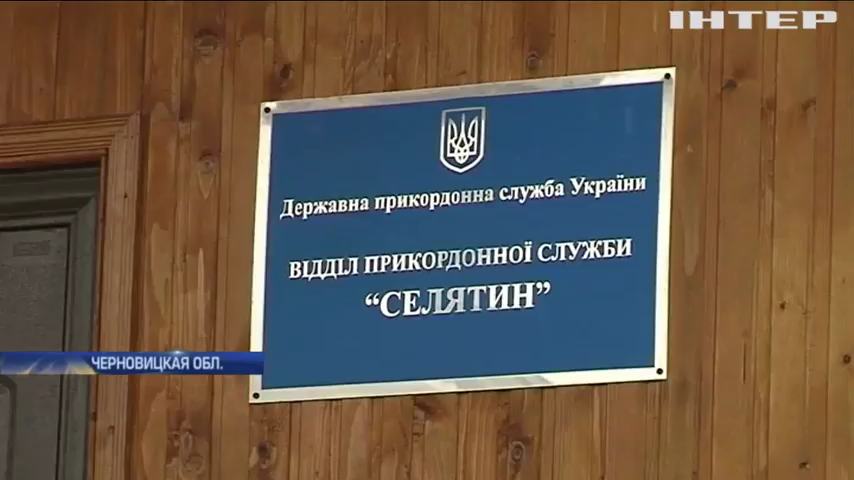 ІНТЕР
Державна прикордонна служба України
ВІДДІЛ ПРИКОРДОННОЇ СЛУЖБИ
“СЕЛЯТИН”
ЧЕРНОВИЦКАЯ ОБЛ.